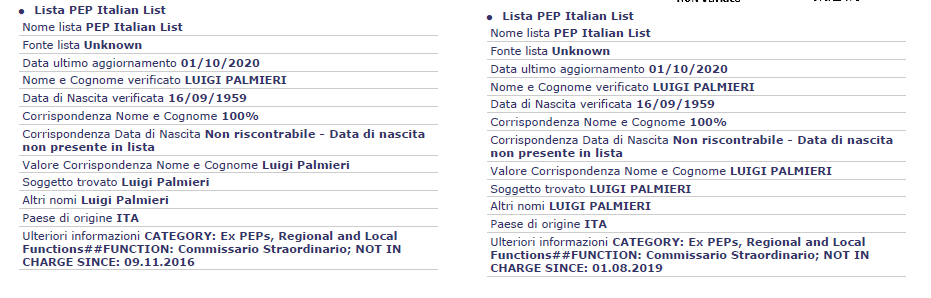 • Lista PEP Italian List
Nome lista PEP Italian List
Fonte lista Unknown
Data ultimo aggiornamento 01/10/2020
Nome e Cognome verificato LUIGI PALMIERI
Data di Nascita verificata 16/09/1959
Corrispondenza Nome e Cognome 100%
Corrispondenza Data di Nascita Non riscontrabile - Data di nascita
non presente in lista
Valore Corrispondenza Nome e Cognome Luigi Palmieri
Soggetto trovato Luigi Palmieri
Altri nomi Luigi Palmieri
Paese di origine ITA
Ulteriori informazioni CATEGORY: Ex PEPs, Regional and Local
Functions##FUNCTION: Commissario Straordinario; NOT IN
CHARGE SINCE: 09.11.2016
• Lista PEP Italian List
Nome lista PEP Italian List
Fonte lista Unknown
Data ultimo aggiornamento 01/10/2020
Nome e Cognome verificato LUIGI PALMIERI
Data di Nascita verificata 16/09/1959
Corrispondenza Nome e Cognome 100%
Corrispondenza Data di Nascita Non riscontrabile - Data di nascita
non presente in lista
Valore Corrispondenza Nome e Cognome LUIGI PALMIERI
Soggetto trovato LUIGI PALMIERI
Altri nomi LUIGI PALMIERI
Paese di origine ITA
Ulteriori informazioni CATEGORY: Ex PEPs, Regional and Local
Functions##FUNCTION: Commissario Straordinario; NOT IN
CHARGE SINCE: 01.08.2019